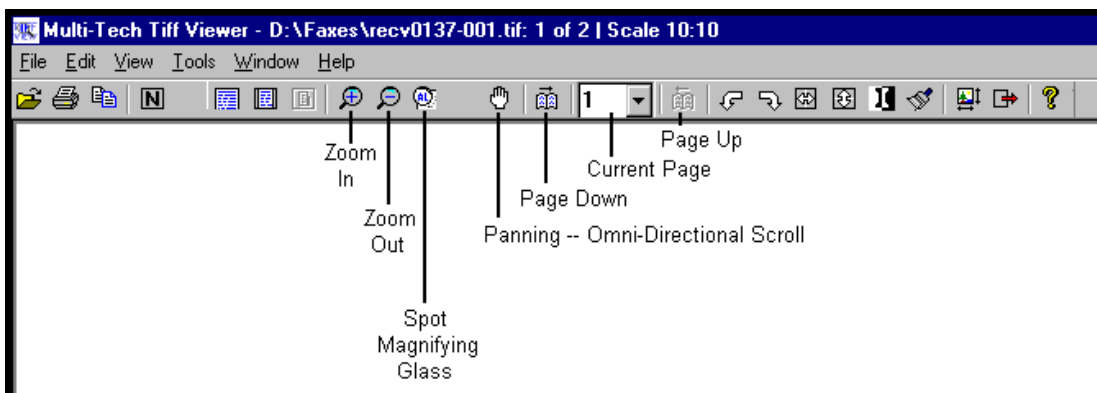 Multi-Tech Tiff Viewer - D:\Faxes\recv0137-001.tif: 1 of 2 | Scale 10:10
File Edit View Tools Window Help
N AL 1 ?
Zoom
In
Page Up
Current Page
Page Down
Zoom
Out
Panning -- Omni-Directional Scroll
Spot
Magnifying
Glass